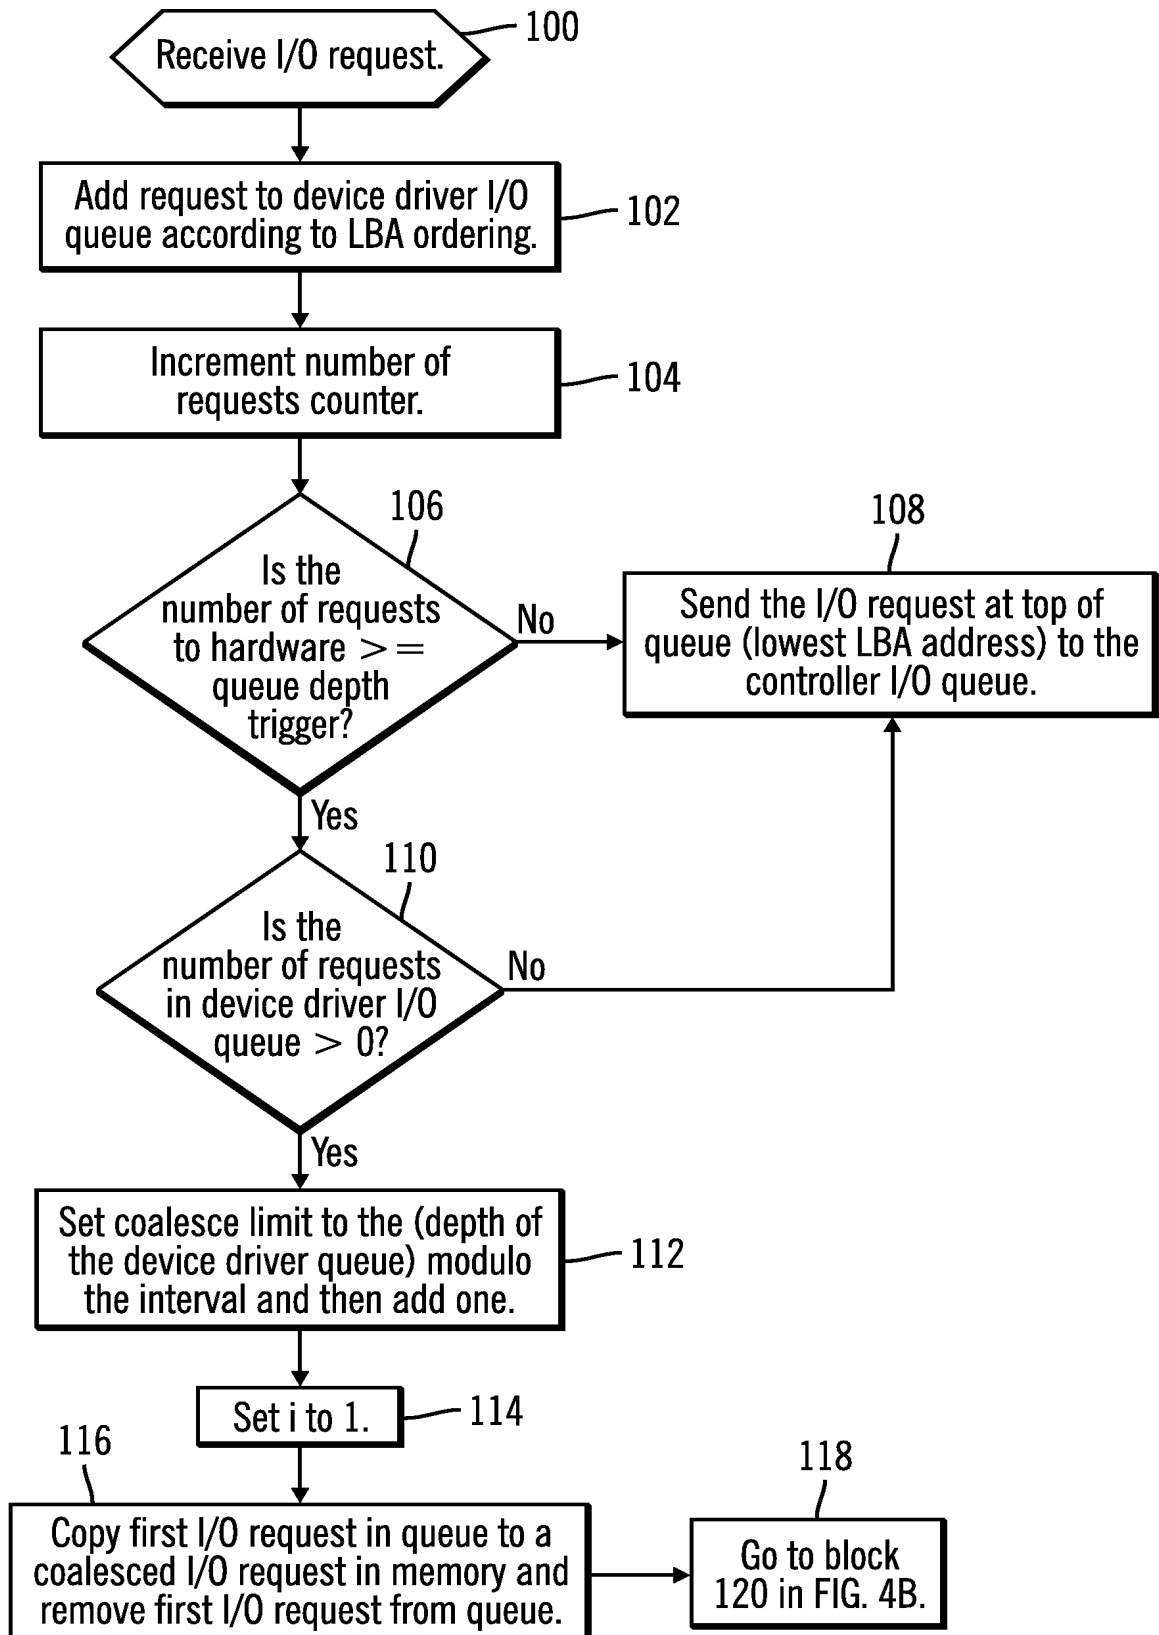 100
Receive I/O request.
Add request to device driver I/O
queue according to LBA ordering.
102
Increment number of
requests counter.
104
106
Is the
number of requests
to hardware >=
queue depth
trigger?
No
108
Send the I/O request at top of
queue (lowest LBA address) to the
controller I/O queue.
Yes
110
Is the
number of requests
in device driver I/O
queue > 0?
No
Yes
Set coalesce limit to the (depth of
the device driver queue) modulo
the interval and then add one.
112
Set i to 1.
114
116
Copy first I/O request in queue to a
coalesced I/O request in memory and
remove first I/O request from queue.
118
Go to block
120 in FIG. 4B.